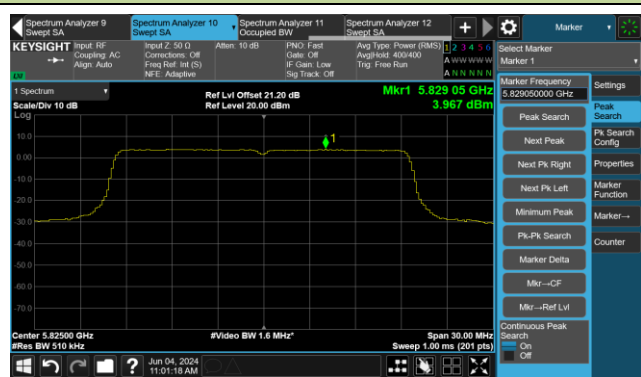 Spectrum Analyzer 9
Swept SA
Spectrum Analyzer 10
Swept SA
Spectrum Analyzer 11
Occupied BW
Spectrum Analyzer 12
Swept SA
+
Marker
KEYSIGHT
Input: RF
Coupling: AC
Align: Auto
Input Z: 50 Ω
Corrections: Off
Freq Ref: Int (S)
NFE: Adaptive
Atten: 10 dB
PNO: Fast
Gate: Off
IF Gain: Low
Sig Track: Off
Avg Type: Power (RMS)
Avg|Hold: 400/400
Trig: Free Run
1 2 3 4 5 6
A W W W W W
A N N N N N
Select Marker
Marker 1
LXI
1 Spectrum
Scale/Div 10 dB
Log
Ref Lvl Offset 21.20 dB
Ref Level 20.00 dBm
Mkr1 5.829 05 GHz
3.967 dBm
1
10.0
0.00
-10.0
-20.0
-30.0
-40.0
-50.0
-60.0
-70.0
Center 5.82500 GHz
#Res BW 510 kHz
#Video BW 1.6 MHz*
Span 30.00 MHz
Sweep 1.00 ms (201 pts)
Marker Frequency
5.829050000 GHz
Peak Search
Next Peak
Next Pk Right
Next Pk Left
Minimum Peak
Pk-Pk Search
Marker Delta
Mkr→CF
Mkr→Ref Lvl
Continuous Peak
Search
On
Off
Settings
Peak
Search
Pk Search
Config
Properties
Marker
Function
Marker→
Counter
?
Jun 04, 2024
11:01:18 AM